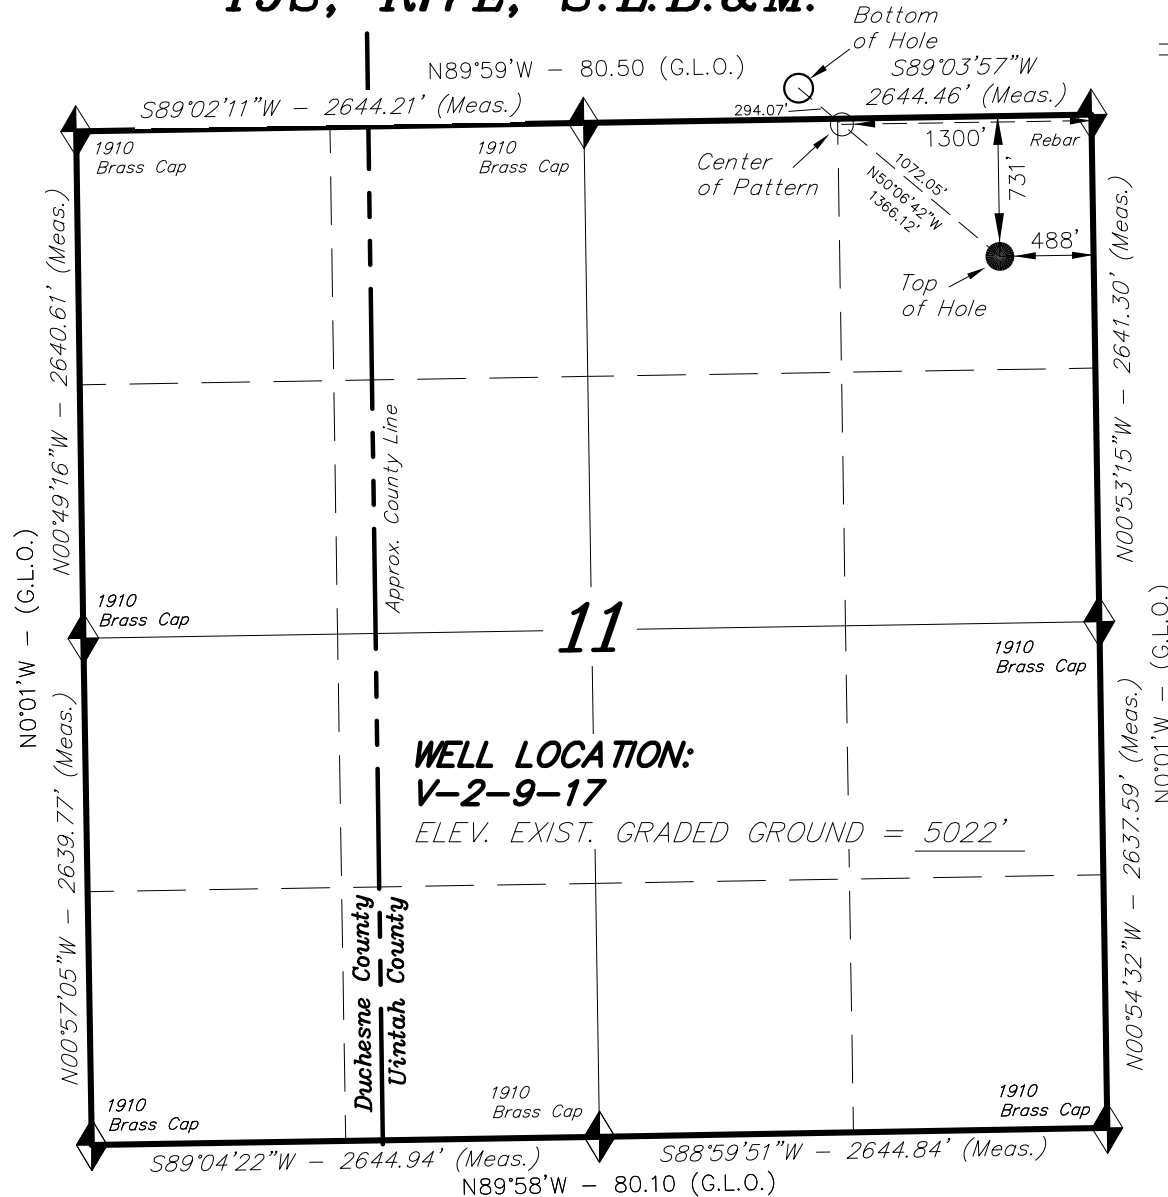 T9S, R17E, S.L.B.&M.
Bottom
of Hole
N89°59'W - 80.50 (G.L.O.)
S89°03'57"W
2644.46' (Meas.)
S89°02'11"W - 2644.21' (Meas.)
294.07'
1910
Brass Cap
1910
Brass Cap
Center
of Pattern
1300'
Rebar
1072.05'
N50°06'42"W
1366.12'
731'
488'
Top
of Hole
N00°49'16"W - 2640.61' (Meas.)
N00°53'15"W - 2641.30' (Meas.)
Approx. County Line
N0°01'W - (G.L.O.)
1910
Brass Cap
11
1910
Brass Cap
N0°01'W - (G.L.O.)
WELL LOCATION:
V-2-9-17
ELEV. EXIST. GRADED GROUND = 5022'
N00°57'05"W - 2639.77' (Meas.)
N00°54'32"W - 2637.59' (Meas.)
Duchesne County
Uintah County
1910
Brass Cap
1910
Brass Cap
1910
Brass Cap
S89°04'22"W - 2644.94' (Meas.)
S88°59'51"W - 2644.84' (Meas.)
N89°58'W - 80.10 (G.L.O.)